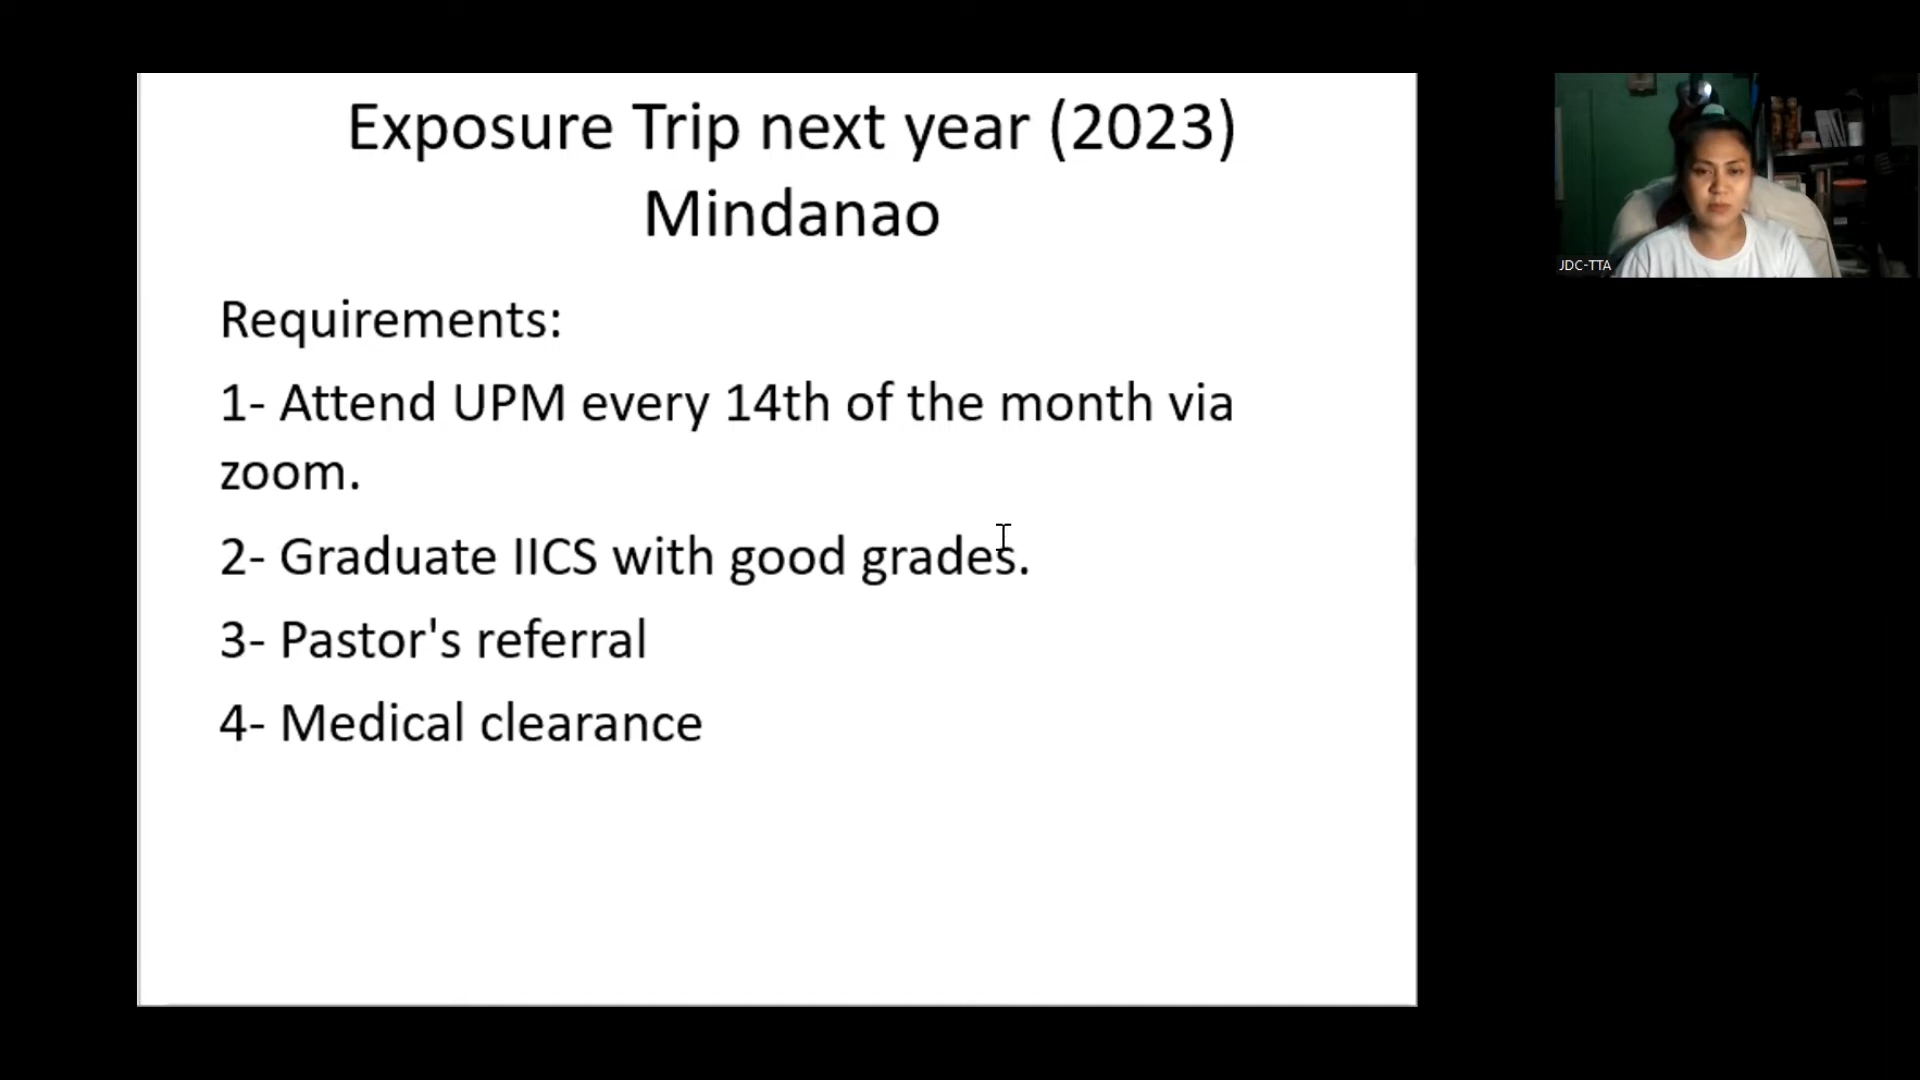 Exposure Trip next year (2023)
Mindanao
Requirements:
1- Attend UPM every 14th of the month via
zoom.
2- Graduate IICS with good grades.
3- Pastor's referral
4- Medical clearance
JDC-TTA